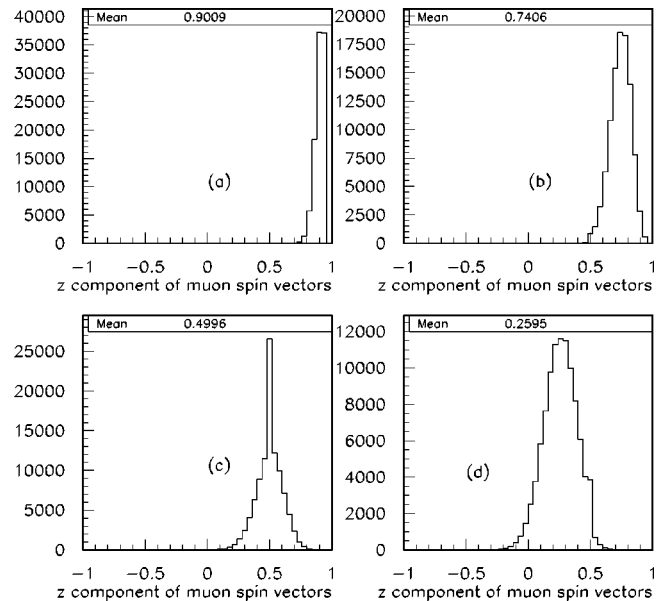 Mean 0.9009
40000
35000
30000
25000
20000
15000
10000
5000
0
(a)
−1 −0.5 0 0.5 1
z component of muon spin vectors
Mean 0.7406
20000
17500
15000
12500
10000
7500
5000
2500
0
(b)
−1 −0.5 0 0.5 1
z component of muon spin vectors
Mean 0.4996
25000
20000
15000
10000
5000
0
(c)
−1 −0.5 0 0.5 1
z component of muon spin vectors
Mean 0.2595
12000
10000
8000
6000
4000
2000
0
(d)
−1 −0.5 0 0.5 1
z component of muon spin vectors